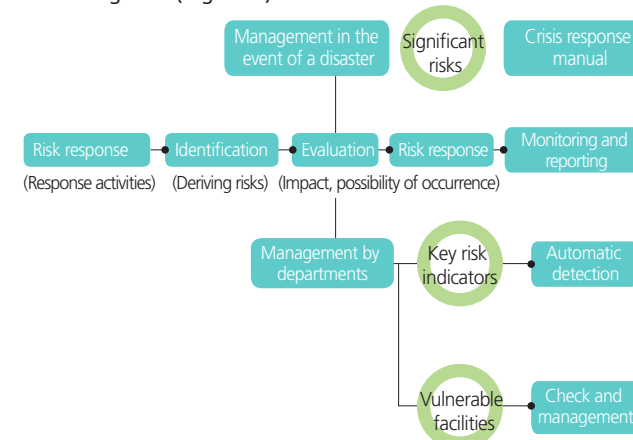 Management in the
event of a disaster
Significant
risks
Crisis response
manual
Risk response
Identification
Evaluation
Risk response
Monitoring and
reporting
(Response activities)
(Deriving risks)
(Impact, possibility of occurrence)
Management by
departments
Key risk
indicators
Automatic
detection
Vulnerable
facilities
Check and
management